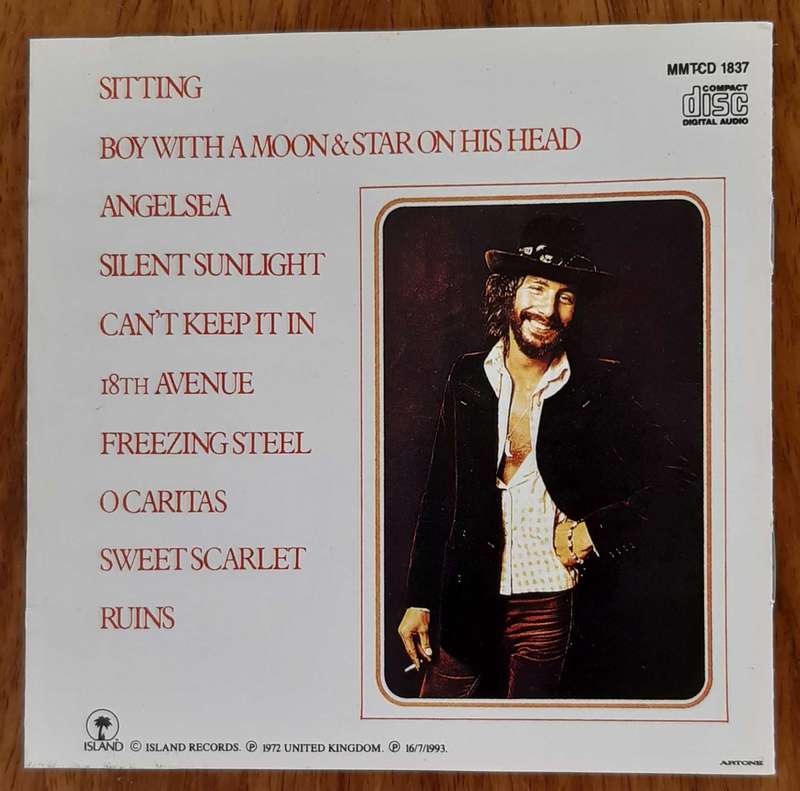 SITTING
BOY WITH A MOON & STAR ON HIS HEAD
ANGELSEA
SILENT SUNLIGHT
CAN'T KEEP IT IN
18TH AVENUE
FREEZING STEEL
O CARITAS
SWEET SCARLET
RUINS
MMTCD 1837
COMPACT
disc
DIGITAL AUDIO
ISLAND © ISLAND RECORDS. ℗ 1972 UNITED KINGDOM. ℗ 16/7/1993.
ARTONE